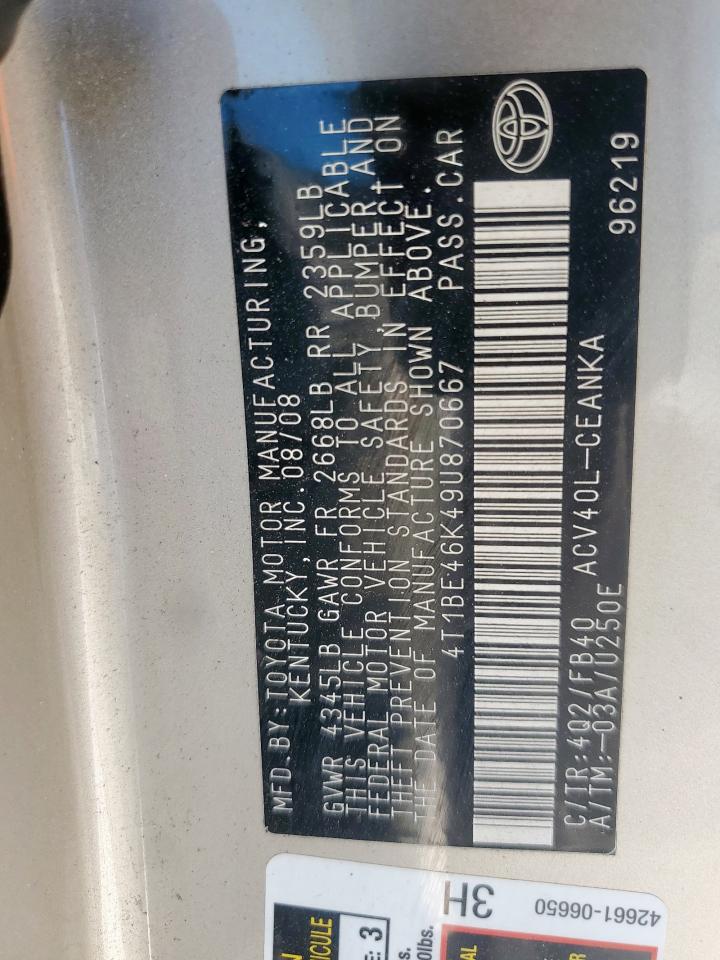 MFD.BY:TOYOTA MOTOR MANUFACTURING,
KENTUCKY, INC. 08/08
GVWR 4345LB GAWR FR 2668LB RR 2359LB
THIS VEHICLE CONFORMS TO ALL APPLICABLE
FEDERAL MOTOR VEHICLE SAFETY,BUMPER,AND
THEFT PREVENTION STANDARDS IN EFFECT ON
THE DATE OF MANUFACTURE SHOWN ABOVE.
4T1BE46K49U870667 PASS.CAR
C/TR:4Q2/FB40 ACV40L-CEANKA
A/TM:-03A/U250E 96219
3H
42661-06650